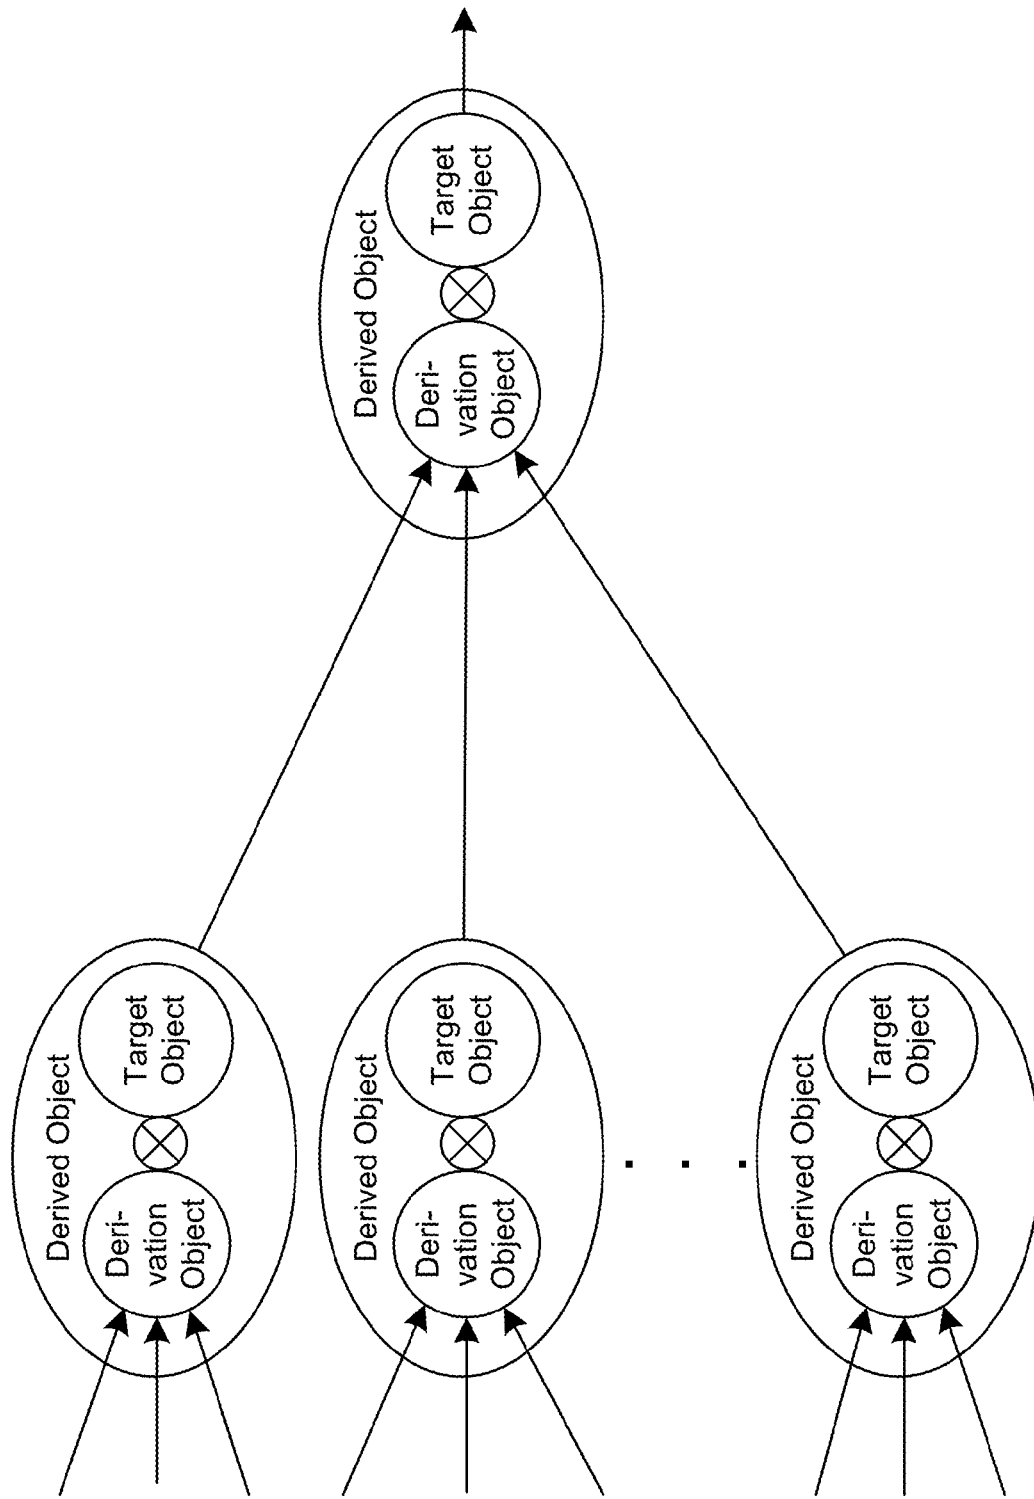 Derived Object
Deri-
vation
Object
Target
Object
Derived Object
Deri-
vation
Object
Target
Object
Derived Object
Deri-
vation
Object
Target
Object
. . .
Derived Object
Deri-
vation
Object
Target
Object